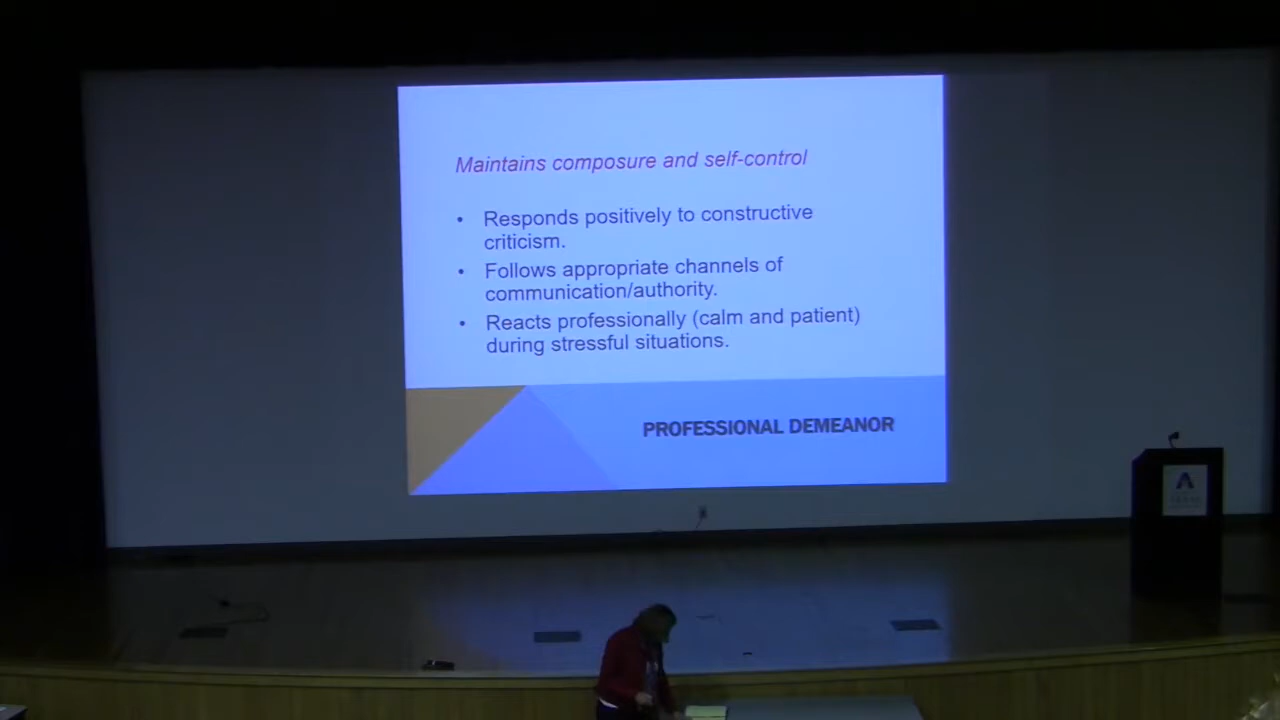 Maintains composure and self-control
• Responds positively to constructive
criticism.
• Follows appropriate channels of
communication/authority.
• Reacts professionally (calm and patient)
during stressful situations.
PROFESSIONAL DEMEANOR